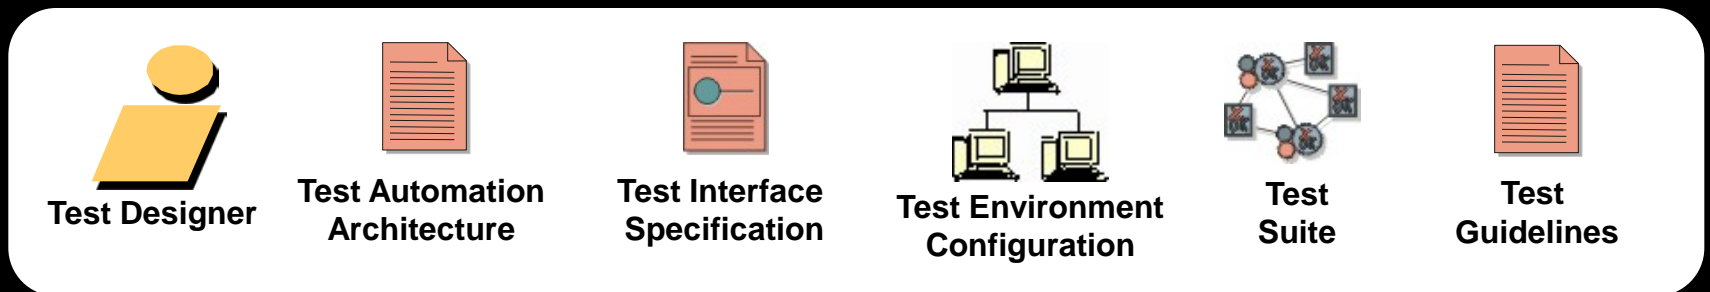 Test Designer
Test Automation
Architecture
Test Interface
Specification
Test Environment
Configuration
Test
Suite
Test
Guidelines